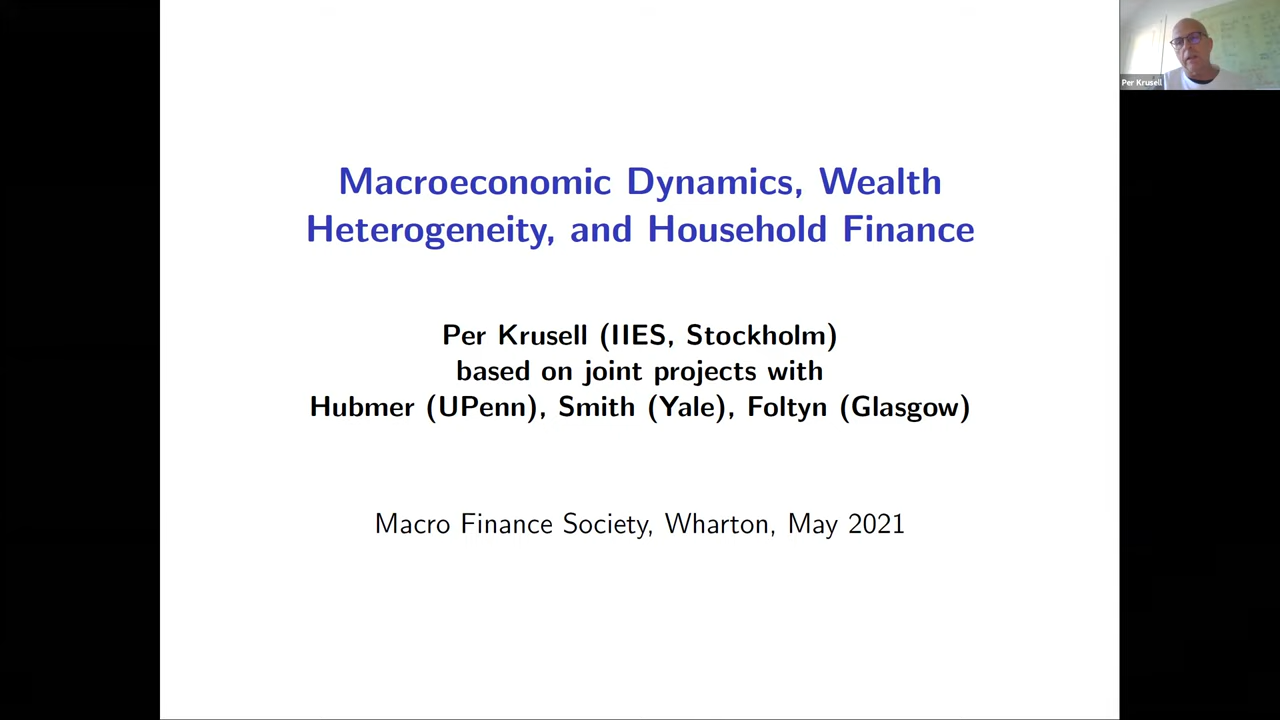 Macroeconomic Dynamics, Wealth
Heterogeneity, and Household Finance
Per Krusell (IIES, Stockholm)
based on joint projects with
Hubmer (UPenn), Smith (Yale), Foltyn (Glasgow)
Macro Finance Society, Wharton, May 2021
Per Krusell